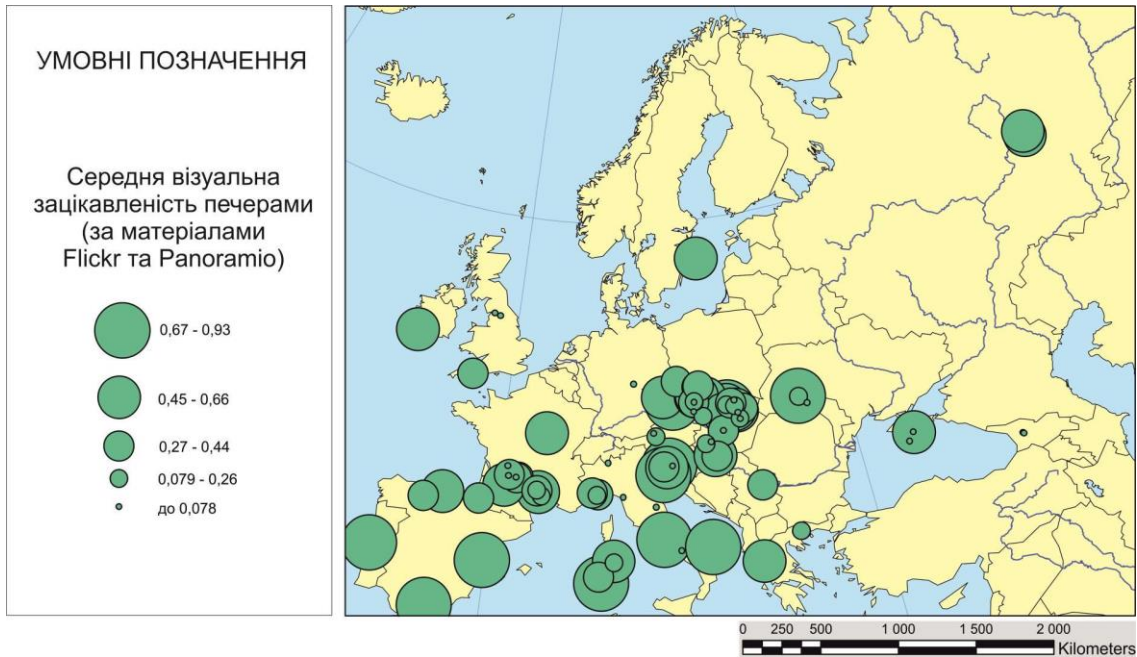 УМОВНІ ПОЗНАЧЕННЯ
Середня візуальна
зацікавленість печерами
(за матеріалами
Flickr та Panoramio)
0,67 - 0,93
0,45 - 0,66
0,27 - 0,44
0,079 - 0,26
до 0,078
0 250 500 1 000 1 500 2 000
Kilometers